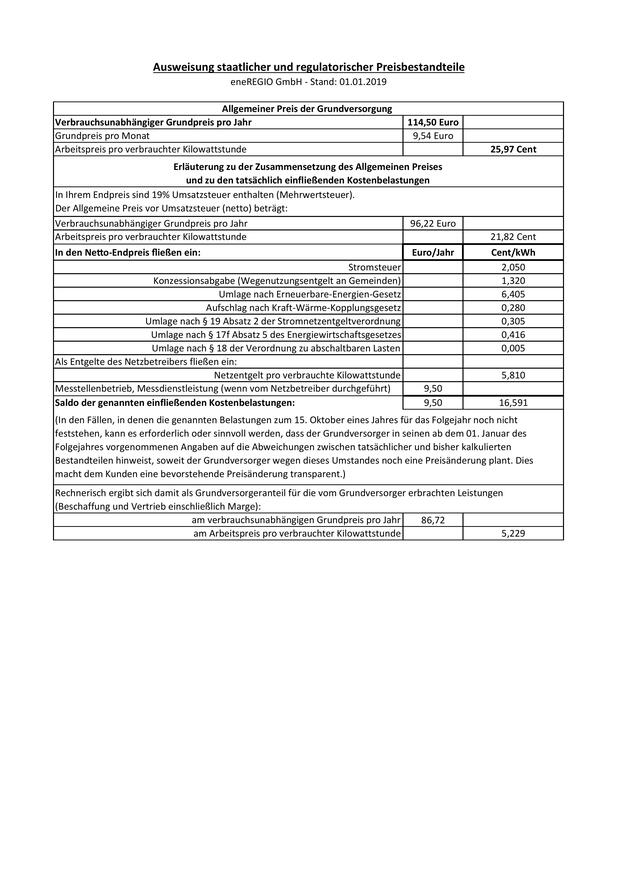 Ausweisung staatlicher und regulatorischer Preisbestandteile
eneREGIO GmbH - Stand: 01.01.2019
Allgemeiner Preis der Grundversorgung
Verbrauchsunabhängiger Grundpreis pro Jahr 114,50 Euro
Grundpreis pro Monat 9,54 Euro
Arbeitspreis pro verbrauchter Kilowattstunde 25,97 Cent
Erläuterung zu der Zusammensetzung des Allgemeinen Preises
und zu den tatsächlich einfließenden Kostenbelastungen
In Ihrem Endpreis sind 19% Umsatzsteuer enthalten (Mehrwertsteuer).
Der Allgemeine Preis vor Umsatzsteuer (netto) beträgt:
Verbrauchsunabhängiger Grundpreis pro Jahr 96,22 Euro
Arbeitspreis pro verbrauchter Kilowattstunde 21,82 Cent
In den Netto-Endpreis fließen ein: Euro/Jahr Cent/kWh
Stromsteuer 2,050
Konzessionsabgabe (Wegenutzungsentgelt an Gemeinden) 1,320
Umlage nach Erneuerbare-Energien-Gesetz 6,405
Aufschlag nach Kraft-Wärme-Kopplungsgesetz 0,280
Umlage nach § 19 Absatz 2 der Stromnetzentgeltverordnung 0,305
Umlage nach § 17f Absatz 5 des Energiewirtschaftsgesetzes 0,416
Umlage nach § 18 der Verordnung zu abschaltbaren Lasten 0,005
Als Entgelte des Netzbetreibers fließen ein:
Netzentgelt pro verbrauchte Kilowattstunde 5,810
Messtellenbetrieb, Messdienstleistung (wenn vom Netzbetreiber durchgeführt) 9,50
Saldo der genannten einfließenden Kostenbelastungen: 9,50 16,591
(In den Fällen, in denen die genannten Belastungen zum 15. Oktober eines Jahres für das Folgejahr noch nicht
feststehen, kann es erforderlich oder sinnvoll werden, dass der Grundversorger in seinen ab dem 01. Januar des
Folgejahres vorgenommenen Angaben auf die Abweichungen zwischen tatsächlicher und bisher kalkulierten
Bestandteilen hinweist, soweit der Grundversorger wegen dieses Umstandes noch eine Preisänderung plant. Dies
macht dem Kunden eine bevorstehende Preisänderung transparent.)
Rechnerisch ergibt sich damit als Grundversorgeranteil für die vom Grundversorger erbrachten Leistungen
(Beschaffung und Vertrieb einschließlich Marge):
am verbrauchsunabhängigen Grundpreis pro Jahr 86,72
am Arbeitspreis pro verbrauchter Kilowattstunde 5,229